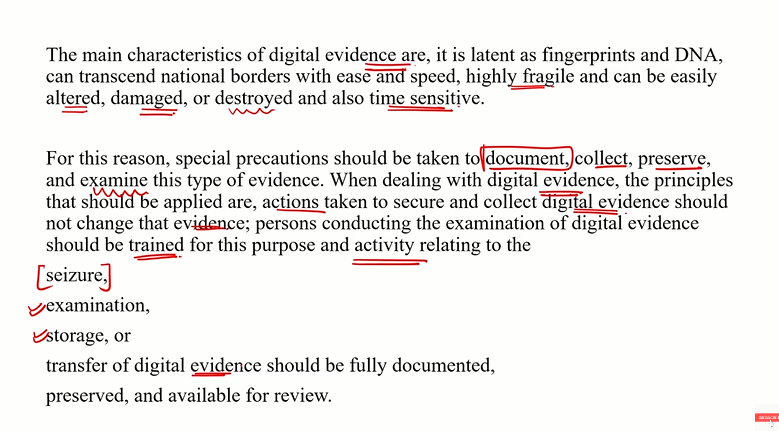 The main characteristics of digital evidence are, it is latent as fingerprints and DNA,
can transcend national borders with ease and speed, highly fragile and can be easily
altered, damaged, or destroyed and also time sensitive.
For this reason, special precautions should be taken to document, collect, preserve,
and examine this type of evidence. When dealing with digital evidence, the principles
that should be applied are, actions taken to secure and collect digital evidence should
not change that evidence; persons conducting the examination of digital evidence
should be trained for this purpose and activity relating to the
seizure,
examination,
storage, or
transfer of digital evidence should be fully documented,
preserved, and available for review.